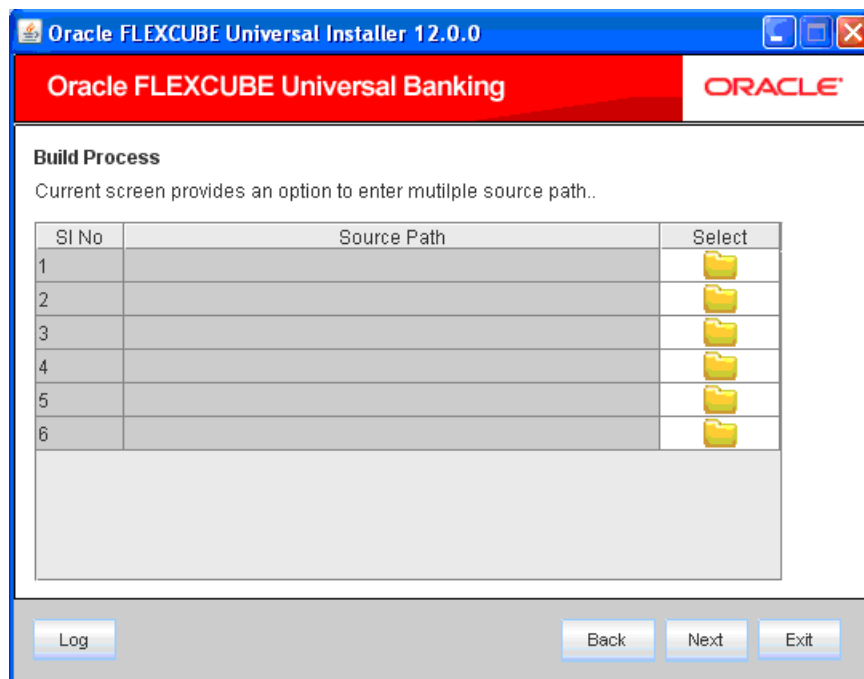 Oracle FLEXCUBE Universal Installer 12.0.0
Oracle FLEXCUBE Universal Banking
ORACLE
Build Process
Current screen provides an option to enter mutilple source path..
SI No Source Path Select
1
2
3
4
5
6
Log Back Next Exit